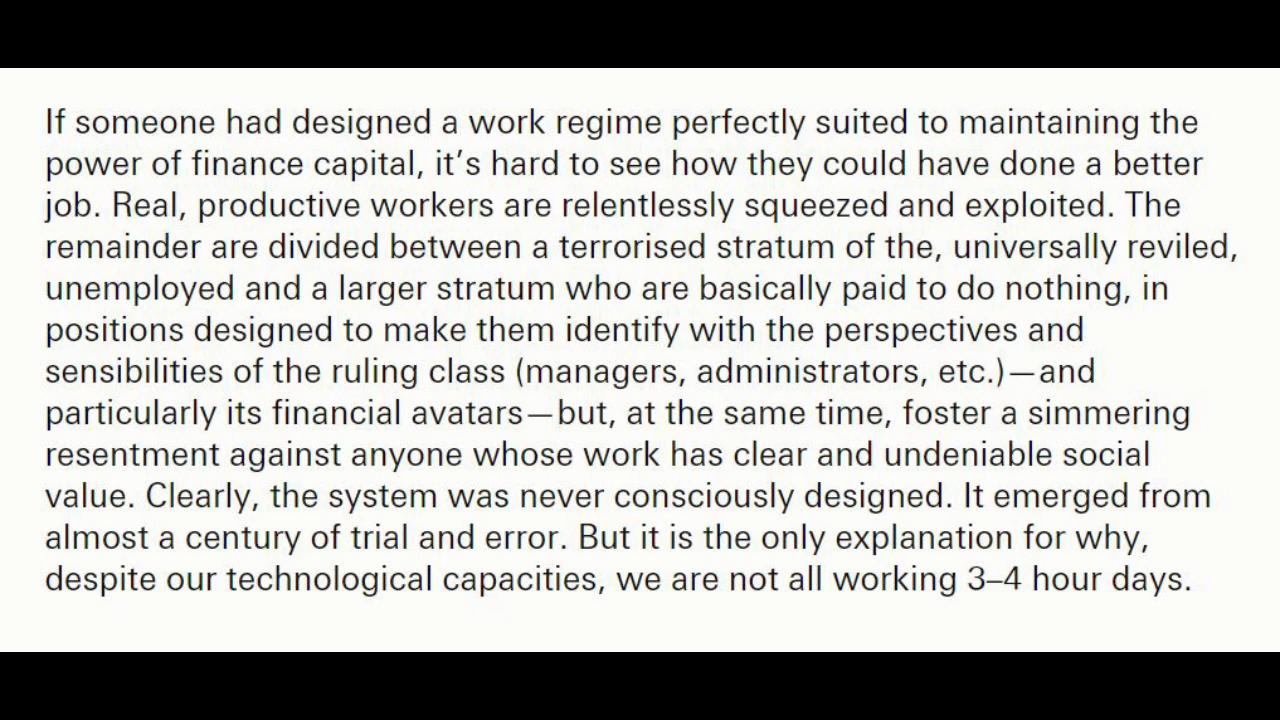 If someone had designed a work regime perfectly suited to maintaining the
power of finance capital, it’s hard to see how they could have done a better
job. Real, productive workers are relentlessly squeezed and exploited. The
remainder are divided between a terrorised stratum of the, universally reviled,
unemployed and a larger stratum who are basically paid to do nothing, in
positions designed to make them identify with the perspectives and
sensibilities of the ruling class (managers, administrators, etc.)—and
particularly its financial avatars—but, at the same time, foster a simmering
resentment against anyone whose work has clear and undeniable social
value. Clearly, the system was never consciously designed. It emerged from
almost a century of trial and error. But it is the only explanation for why,
despite our technological capacities, we are not all working 3–4 hour days.